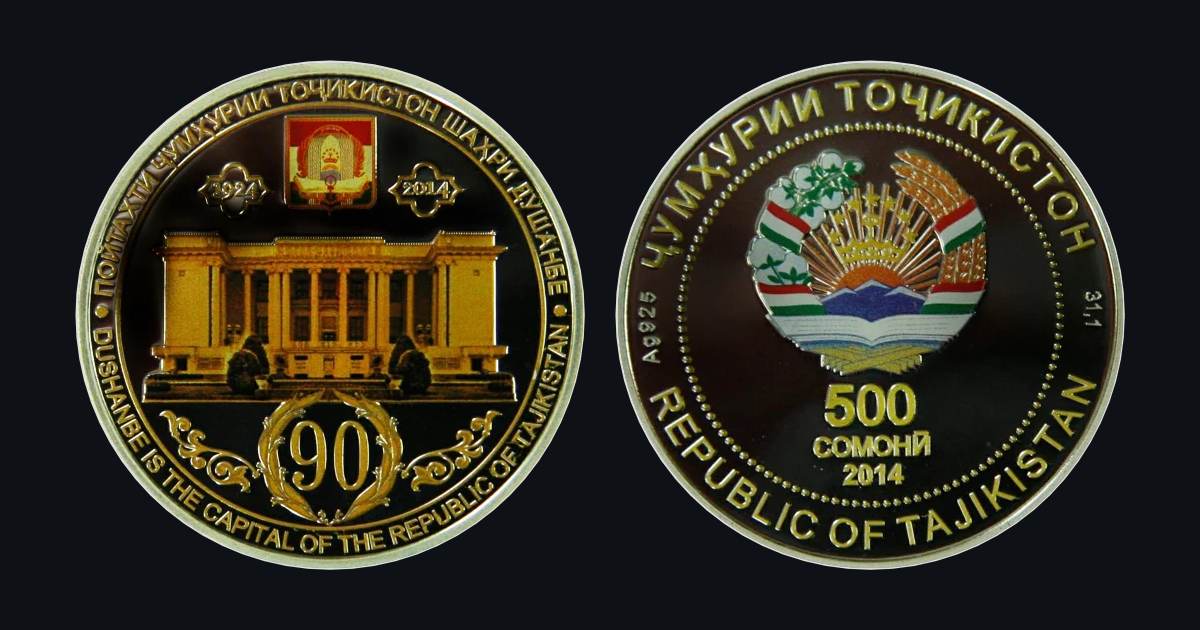 • ПОЙТАХТИ ҶУМҲУРИИ ТОҶИКИСТОН ШАҲРИ ДУШАНБЕ •
1924
2014
90
DUSHANBE IS THE CAPITAL OF THE REPUBLIC OF TAJIKISTAN
ҶУМҲУРИИ ТОҶИКИСТОН
Ag925
31,1
500
СОМОНӢ
2014
REPUBLIC OF TAJIKISTAN